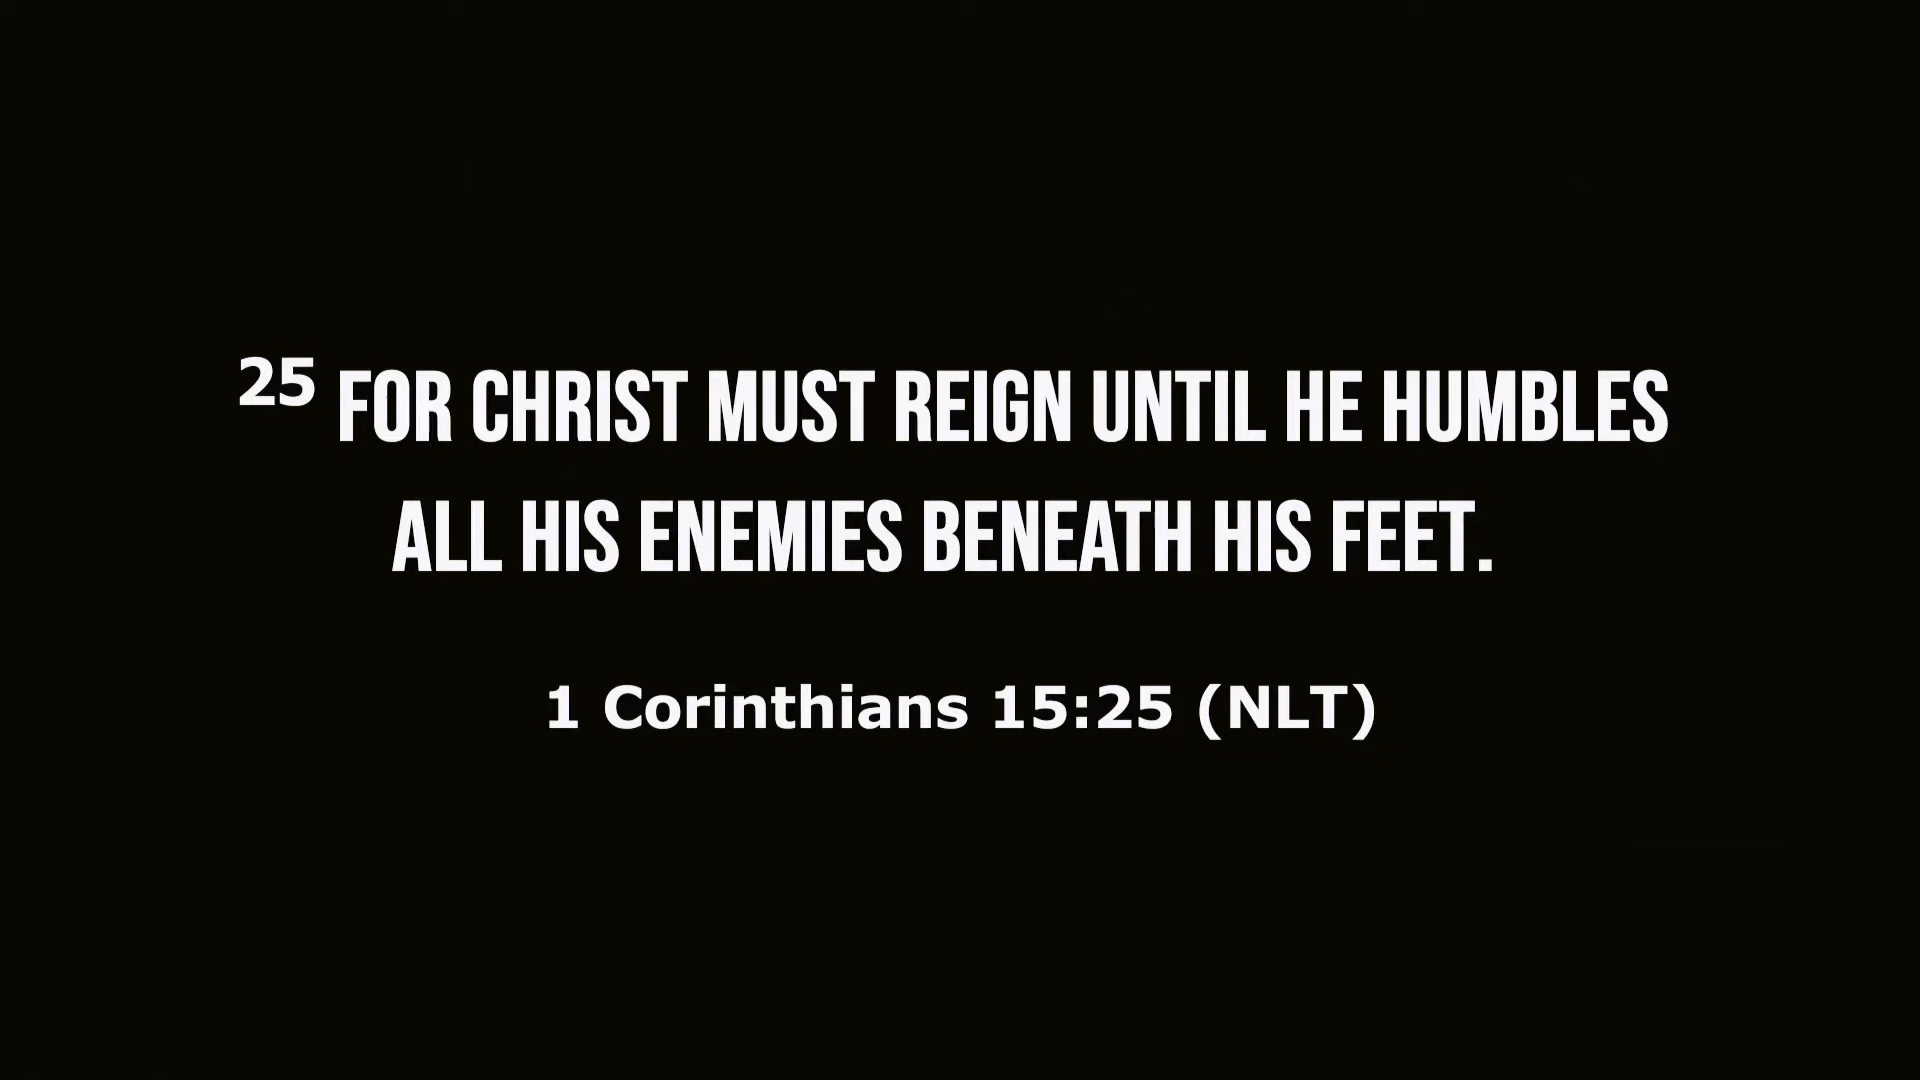 25 FOR CHRIST MUST REIGN UNTIL HE HUMBLES
ALL HIS ENEMIES BENEATH HIS FEET.
1 Corinthians 15:25 (NLT)